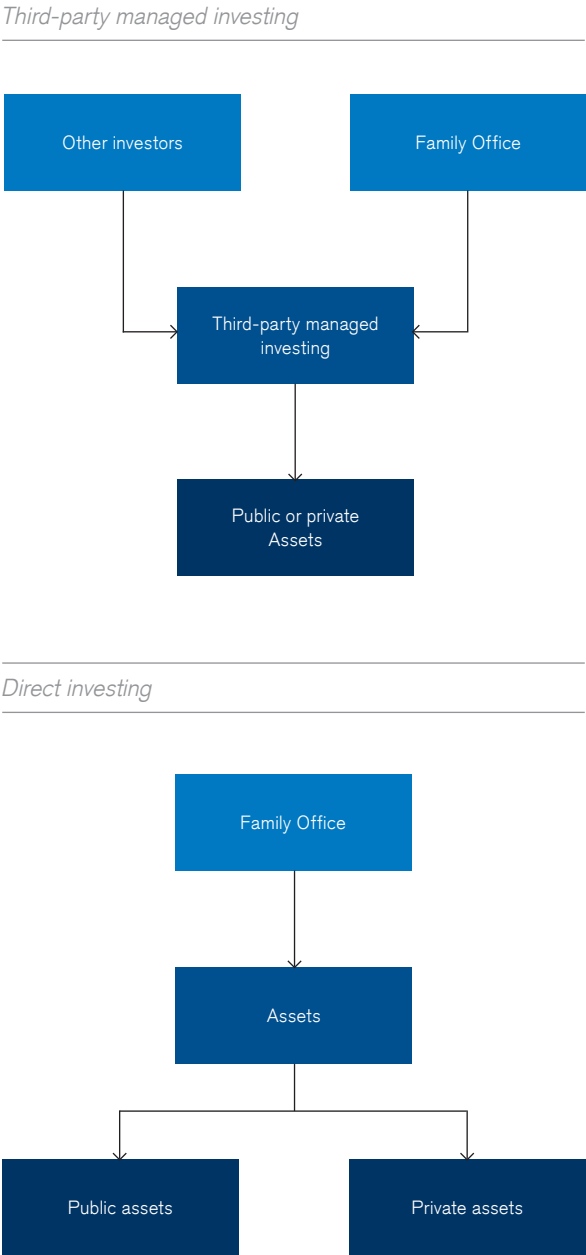 Third-party managed investing
Other investors
Family Office
Third-party managed
investing
Public or private
Assets
Direct investing
Family Office
Assets
Public assets
Private assets